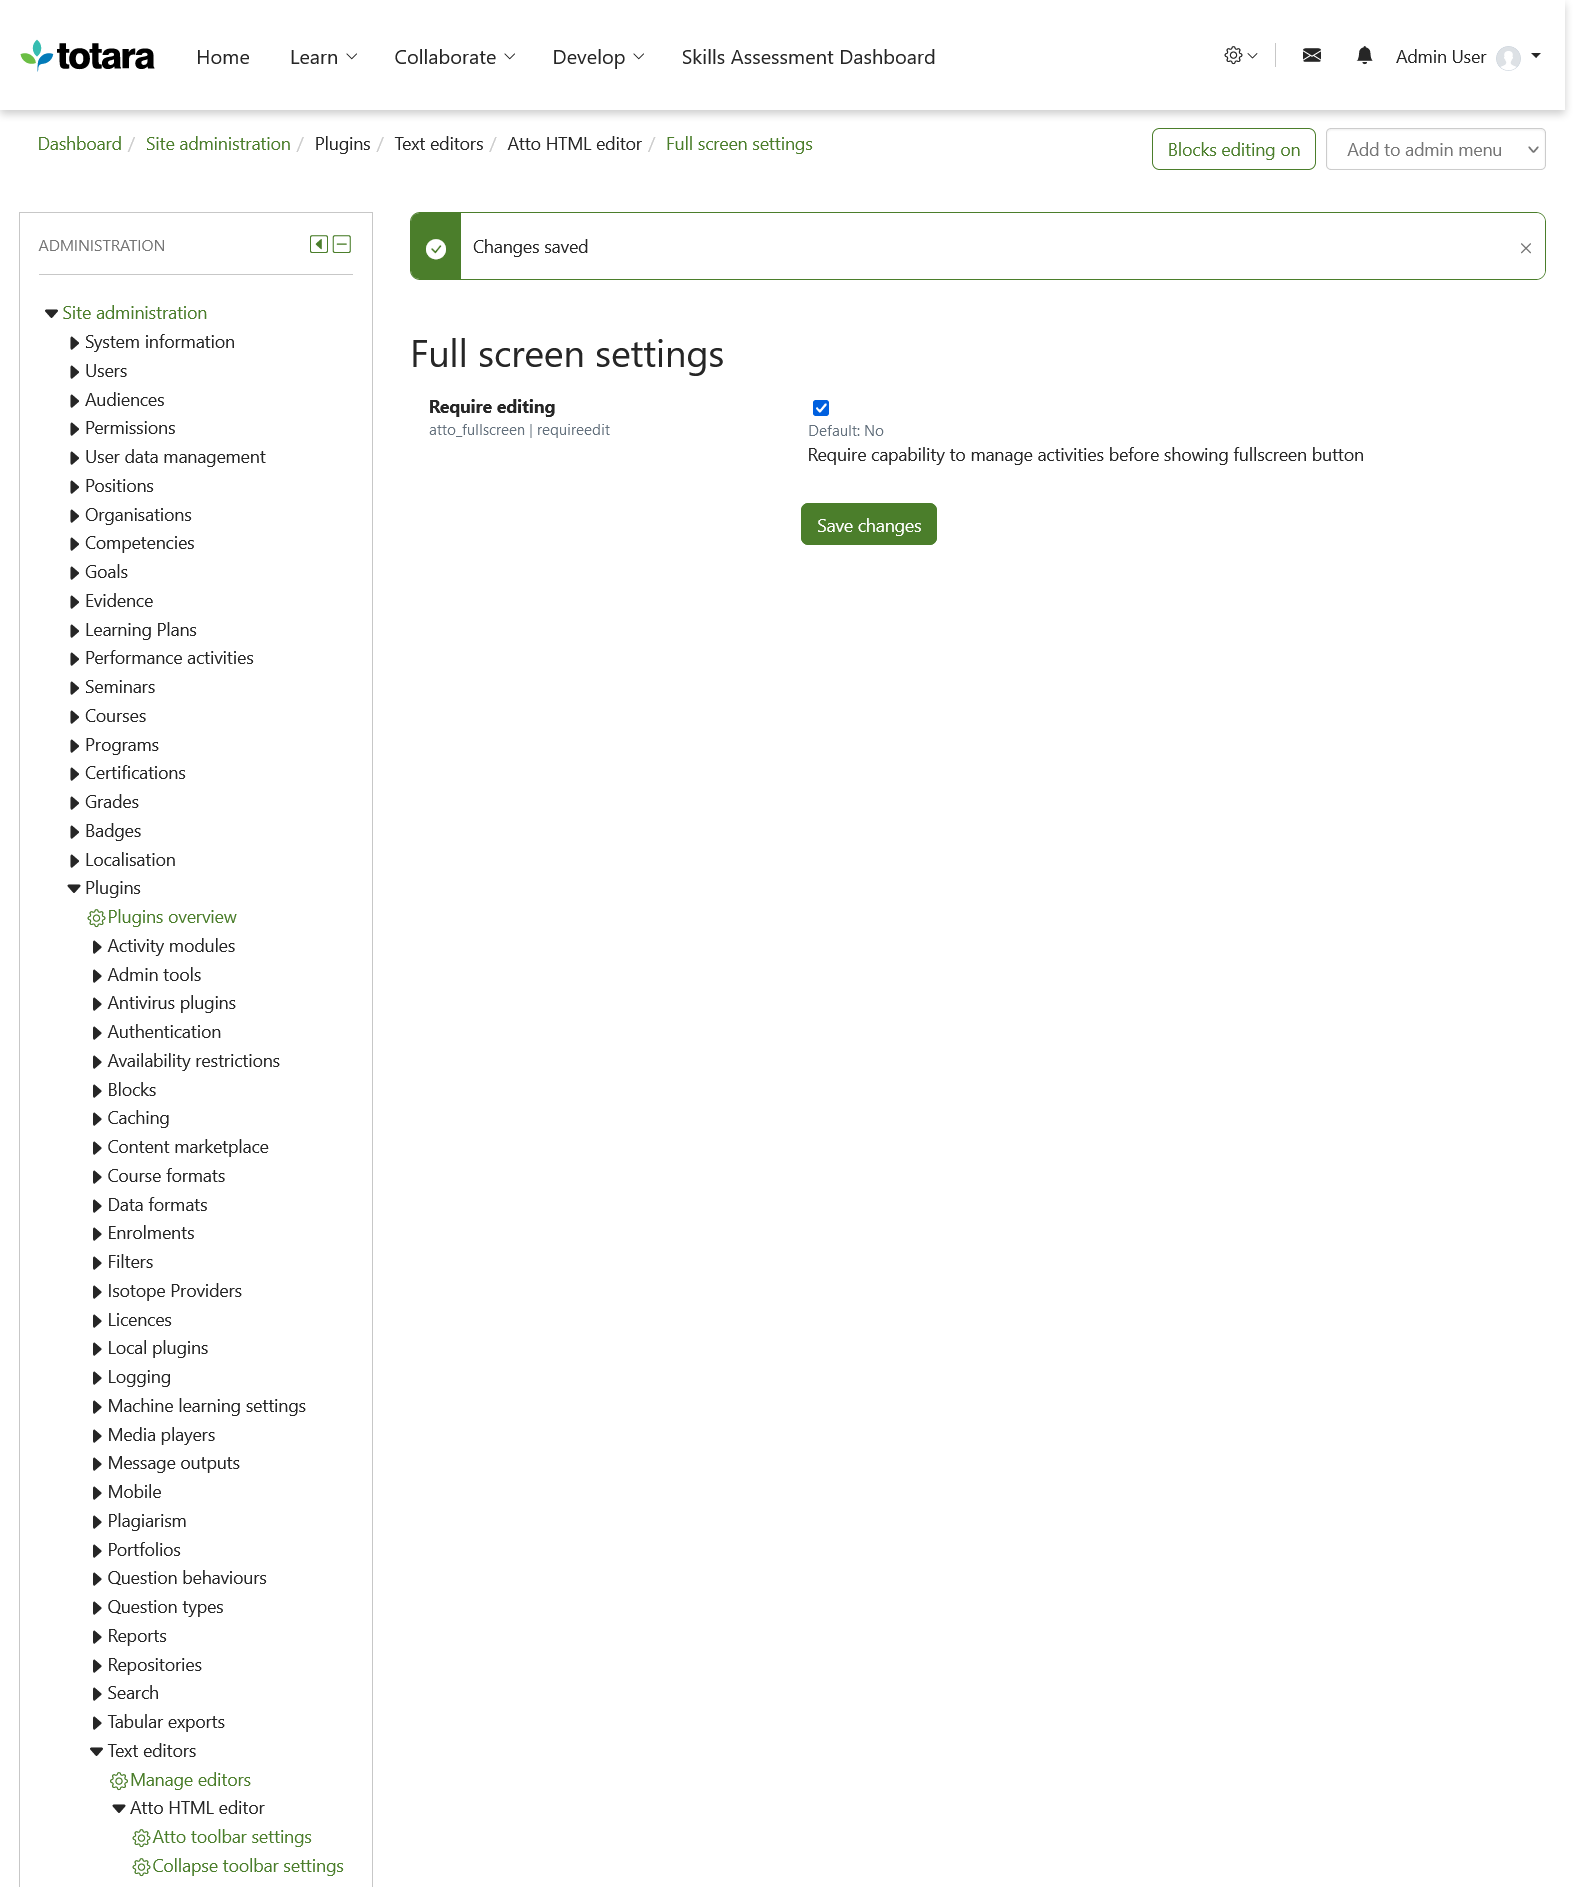 totara
Home
Learn
Collaborate
Develop
Skills Assessment Dashboard
Admin User
Dashboard / Site administration / Plugins / Text editors / Atto HTML editor / Full screen settings
Blocks editing on
Add to admin menu
ADMINISTRATION
Site administration
System information
Users
Audiences
Permissions
User data management
Positions
Organisations
Competencies
Goals
Evidence
Learning Plans
Performance activities
Seminars
Courses
Programs
Certifications
Grades
Badges
Localisation
Plugins
Plugins overview
Activity modules
Admin tools
Antivirus plugins
Authentication
Availability restrictions
Blocks
Caching
Content marketplace
Course formats
Data formats
Enrolments
Filters
Isotope Providers
Licences
Local plugins
Logging
Machine learning settings
Media players
Message outputs
Mobile
Plagiarism
Portfolios
Question behaviours
Question types
Reports
Repositories
Search
Tabular exports
Text editors
Manage editors
Atto HTML editor
Atto toolbar settings
Collapse toolbar settings
Changes saved
Full screen settings
Require editing
atto_fullscreen | requireedit
Default: No
Require capability to manage activities before showing fullscreen button
Save changes